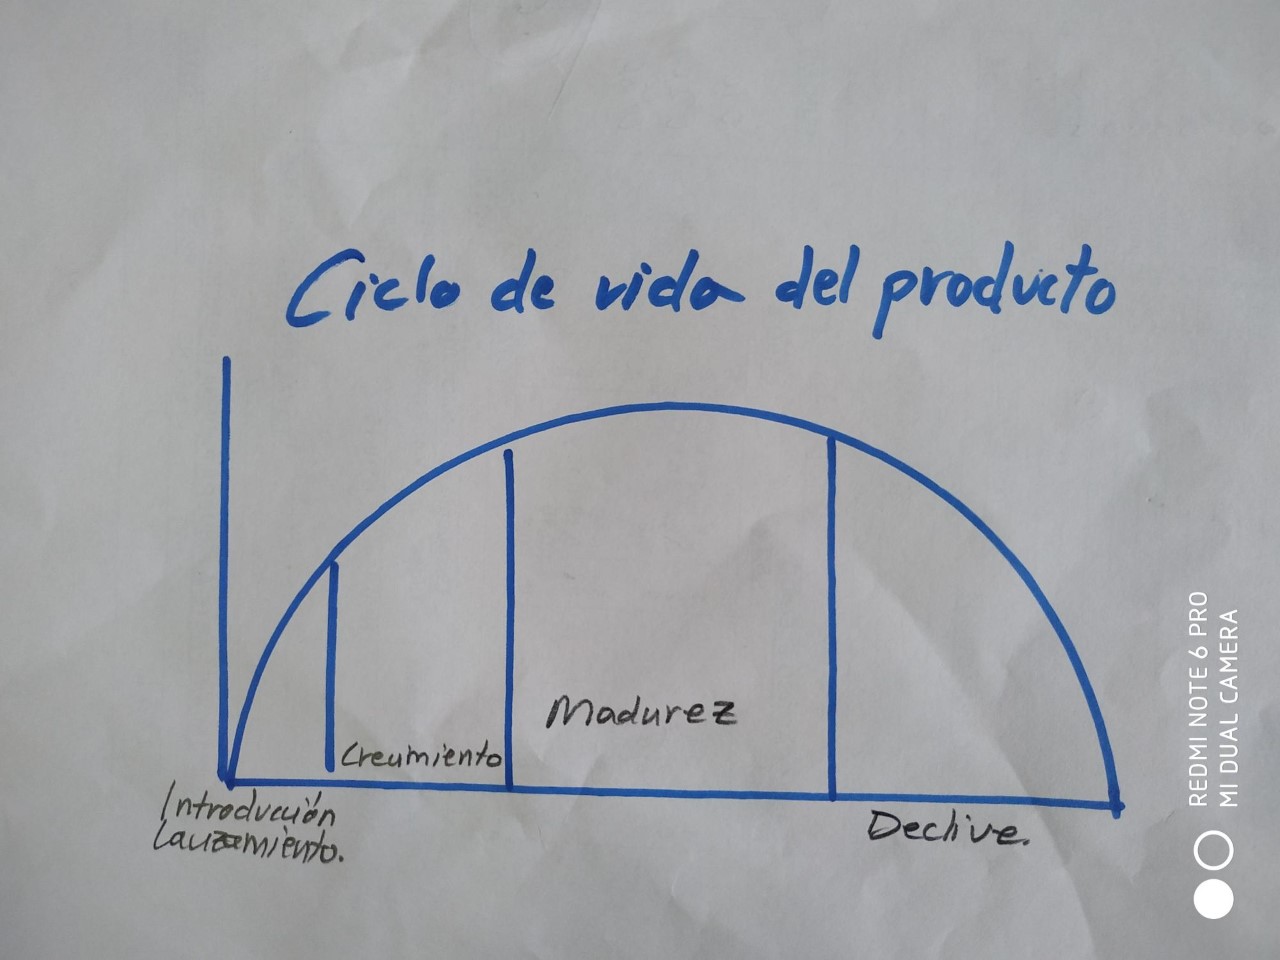 Ciclo de vida del producto
Crecimiento
Madurez
Introducción
Lanzamiento.
Declive.
REDMI NOTE 6 PRO
MI DUAL CAMERA